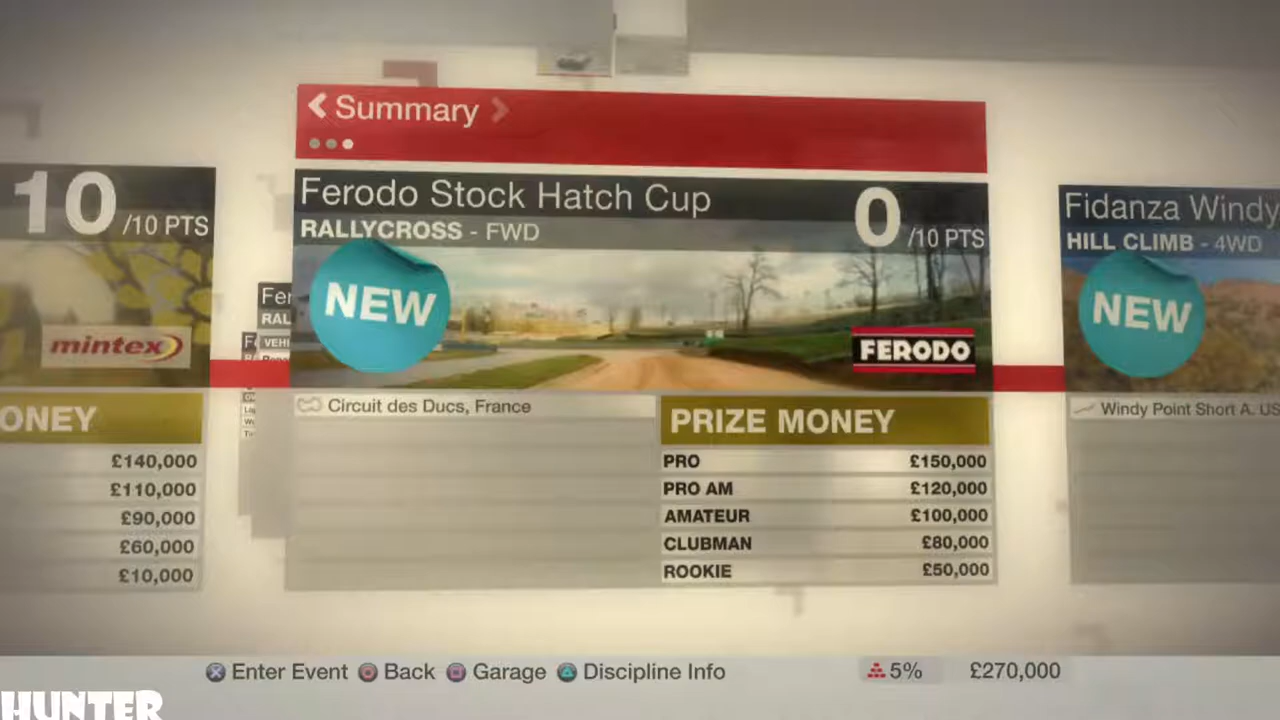 Summary
10 /10 PTS
mintex
ONEY
£140,000
£110,000
£90,000
£60,000
£10,000
Fer
RAL
VEHI
Ferodo Stock Hatch Cup
0 /10 PTS
RALLYCROSS - FWD
NEW
FERODO
Circuit des Ducs, France
PRIZE MONEY
PRO £150,000
PRO AM £120,000
AMATEUR £100,000
CLUBMAN £80,000
ROOKIE £50,000
Fidanza Windy
HILL CLIMB - 4WD
NEW
Windy Point Short A. US
Enter Event Back Garage Discipline Info
5% £270,000
HUNTER